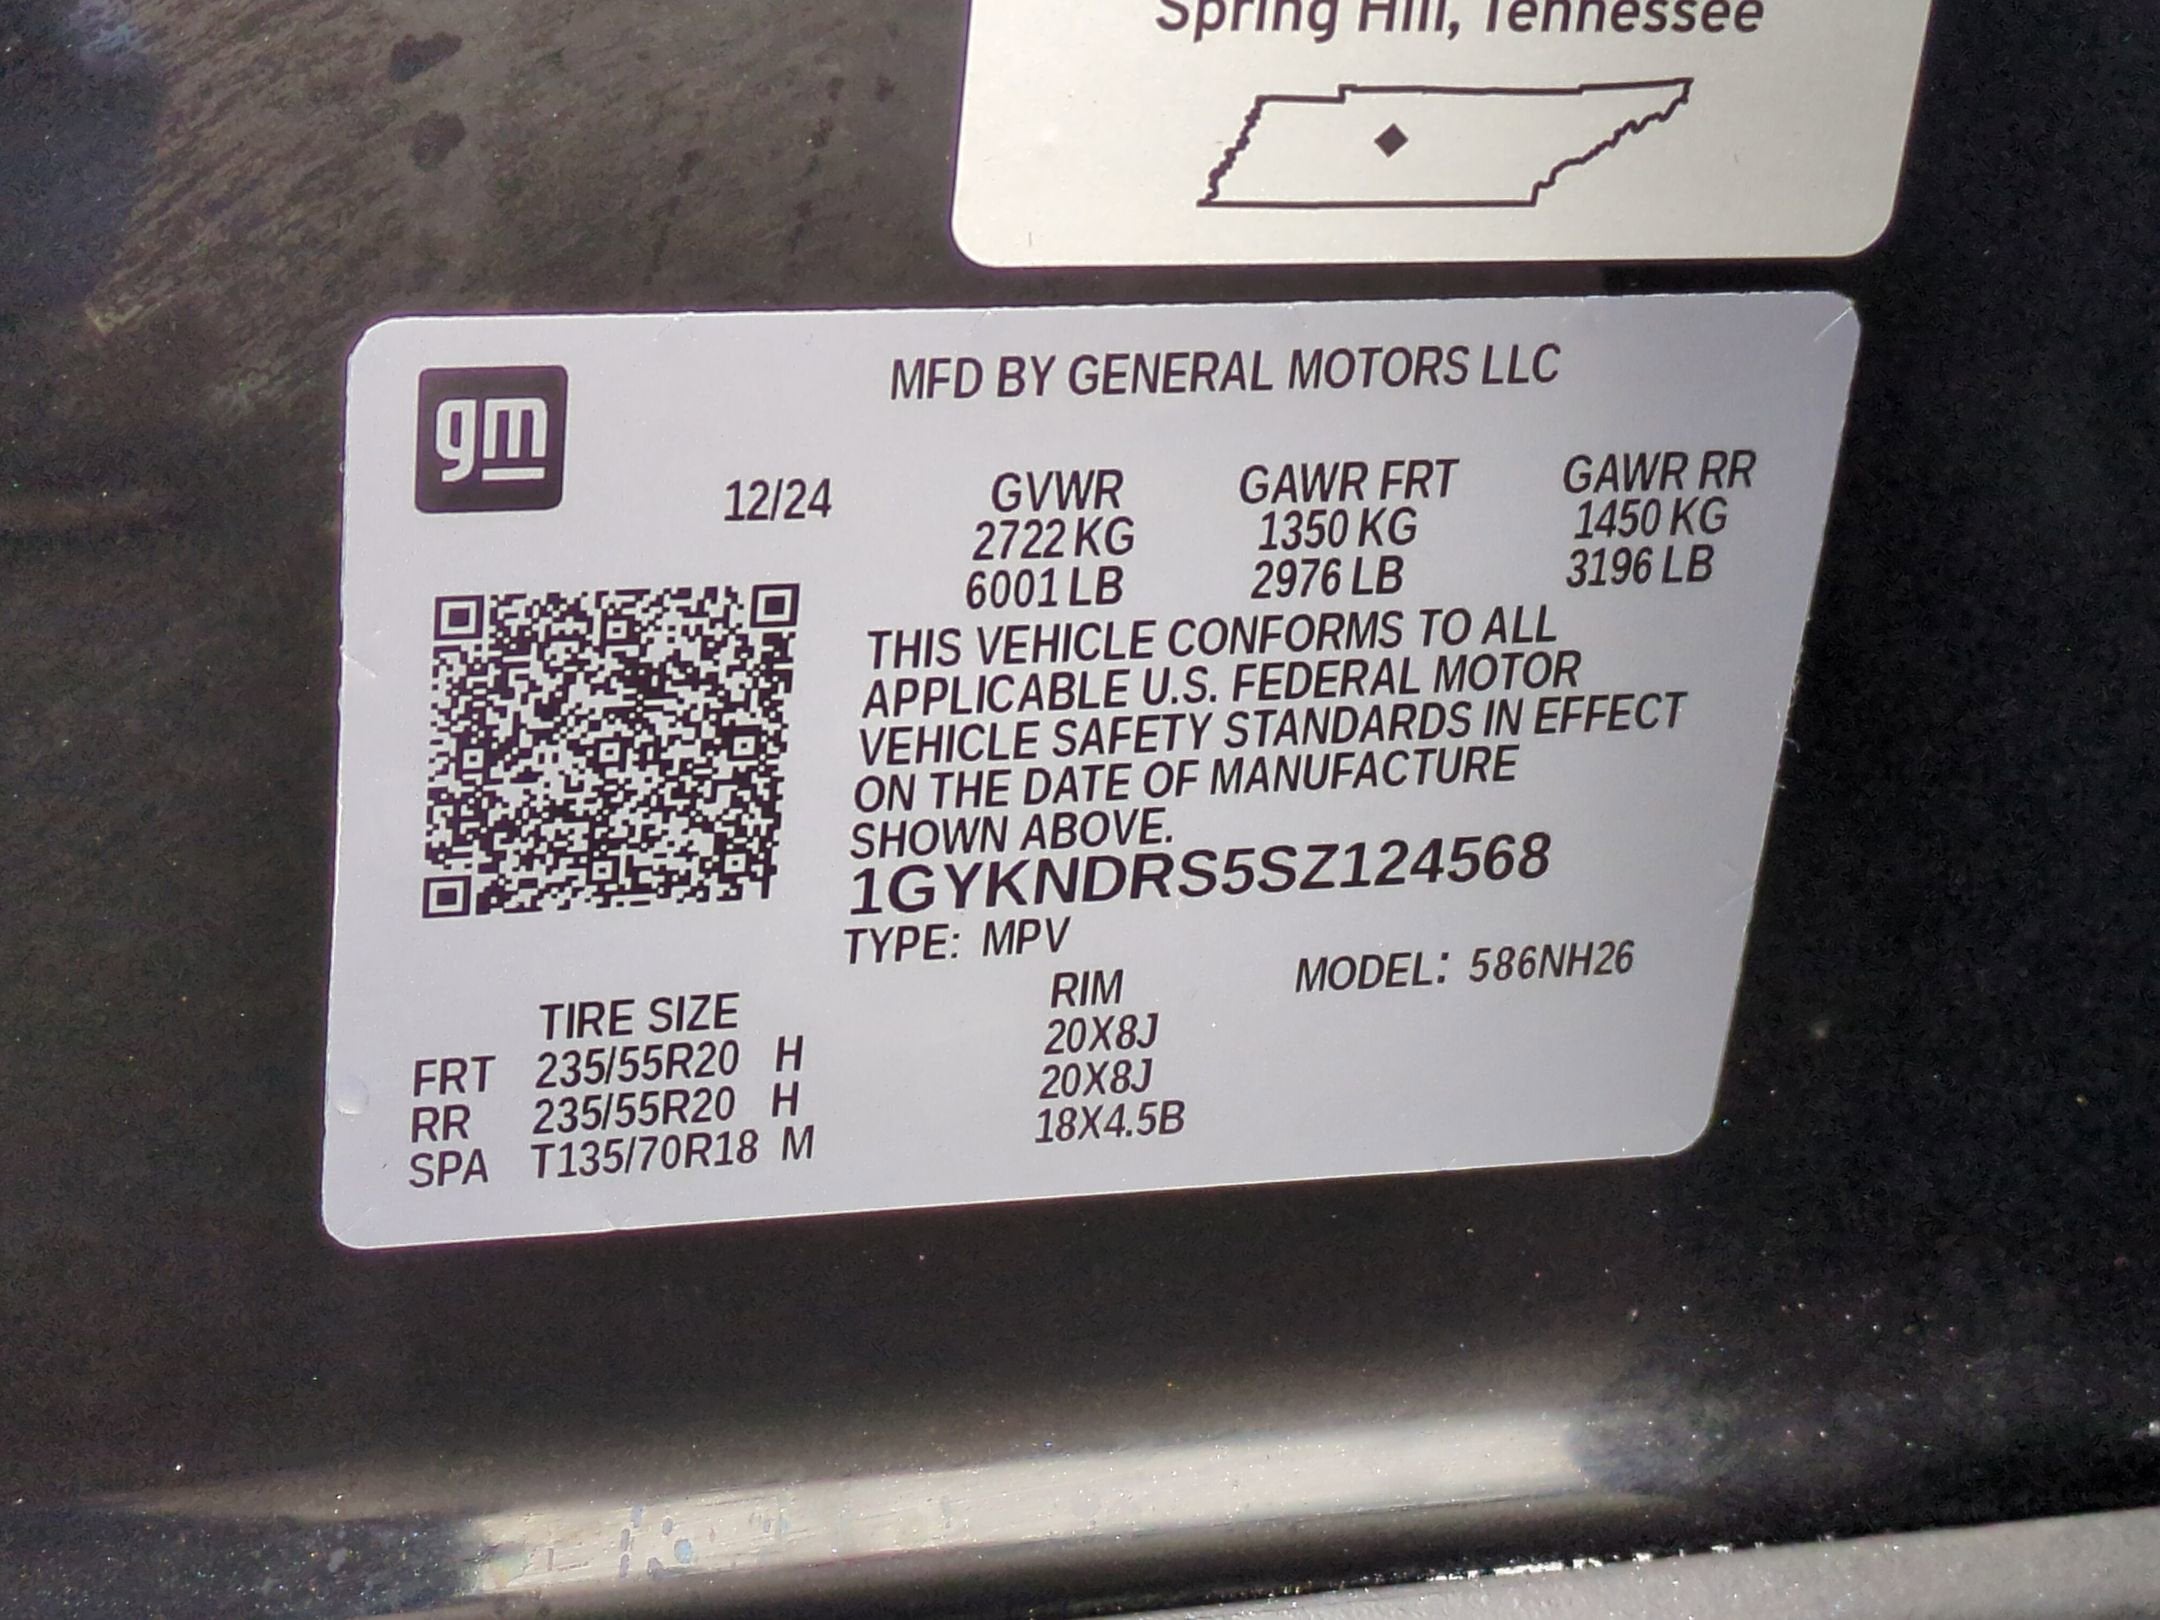 Spring Hill, Tennessee
gm
MFD BY GENERAL MOTORS LLC
12/24 GVWR GAWR FRT GAWR RR
2722 KG 1350 KG 1450 KG
6001 LB 2976 LB 3196 LB
THIS VEHICLE CONFORMS TO ALL
APPLICABLE U.S. FEDERAL MOTOR
VEHICLE SAFETY STANDARDS IN EFFECT
ON THE DATE OF MANUFACTURE
SHOWN ABOVE.
1GYKNDRS5SZ124568
TYPE: MPV MODEL: 586NH26
TIRE SIZE RIM
FRT 235/55R20 H 20X8J
RR 235/55R20 H 20X8J
SPA T135/70R18 M 18X4.5B